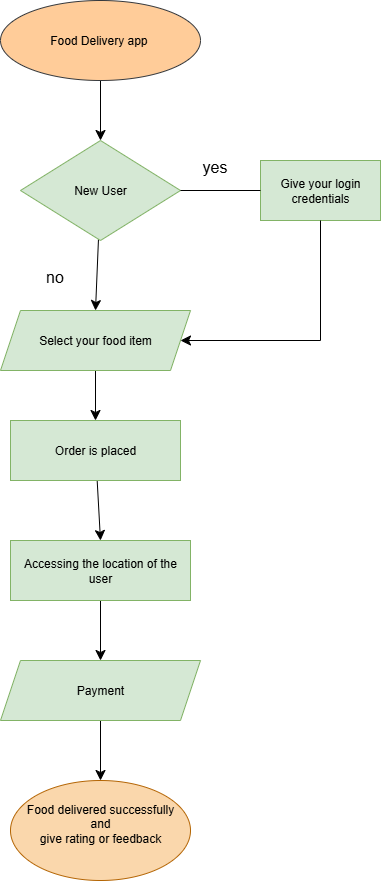 Food Delivery app
New User
yes
Give your login
credentials
no
Select your food item
Order is placed
Accessing the location of the
user
Payment
Food delivered successfully
and
give rating or feedback